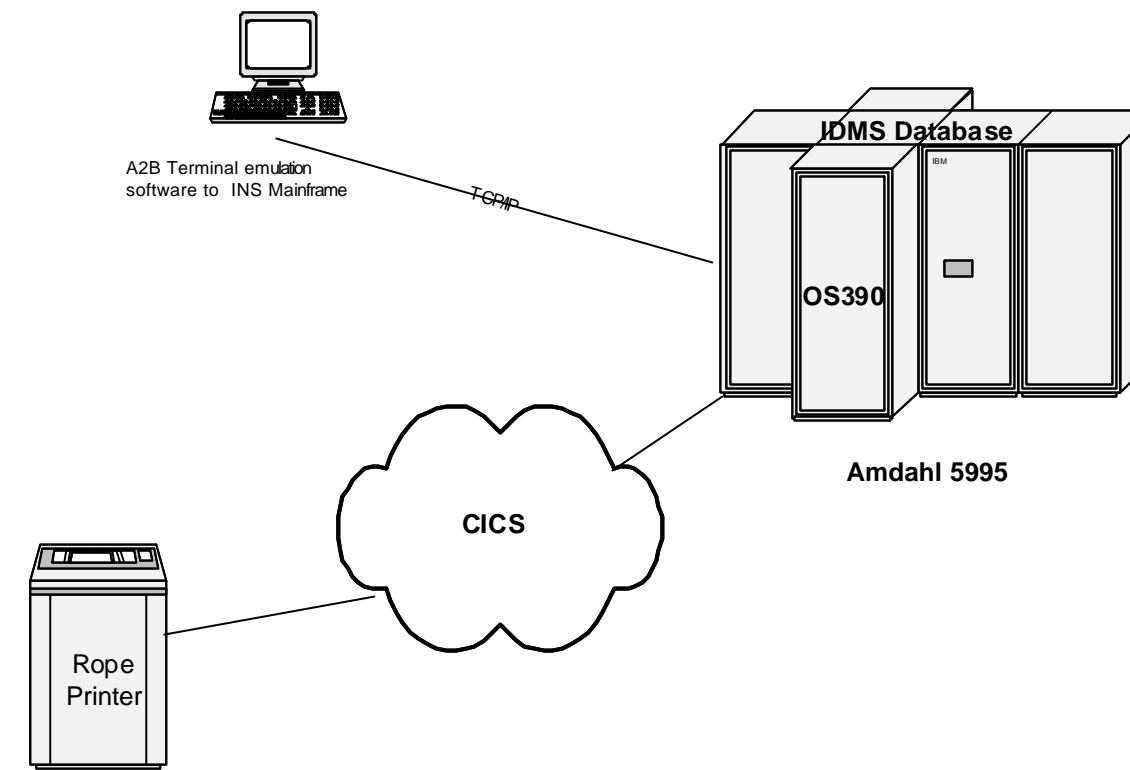 IDMS Database
IBM
A2B Terminal emulation
software to INS Mainframe
TCP/IP
OS390
Amdahl 5995
CICS
Rope
Printer